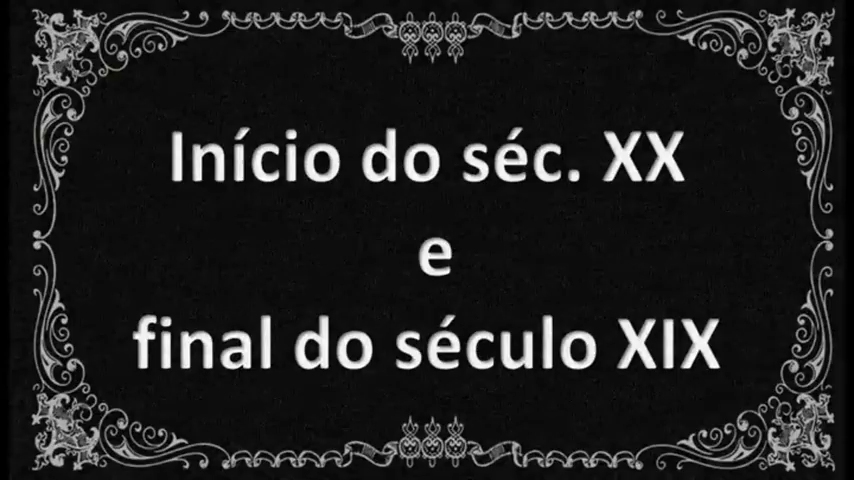 Início do séc. XX
e
final do século XIX